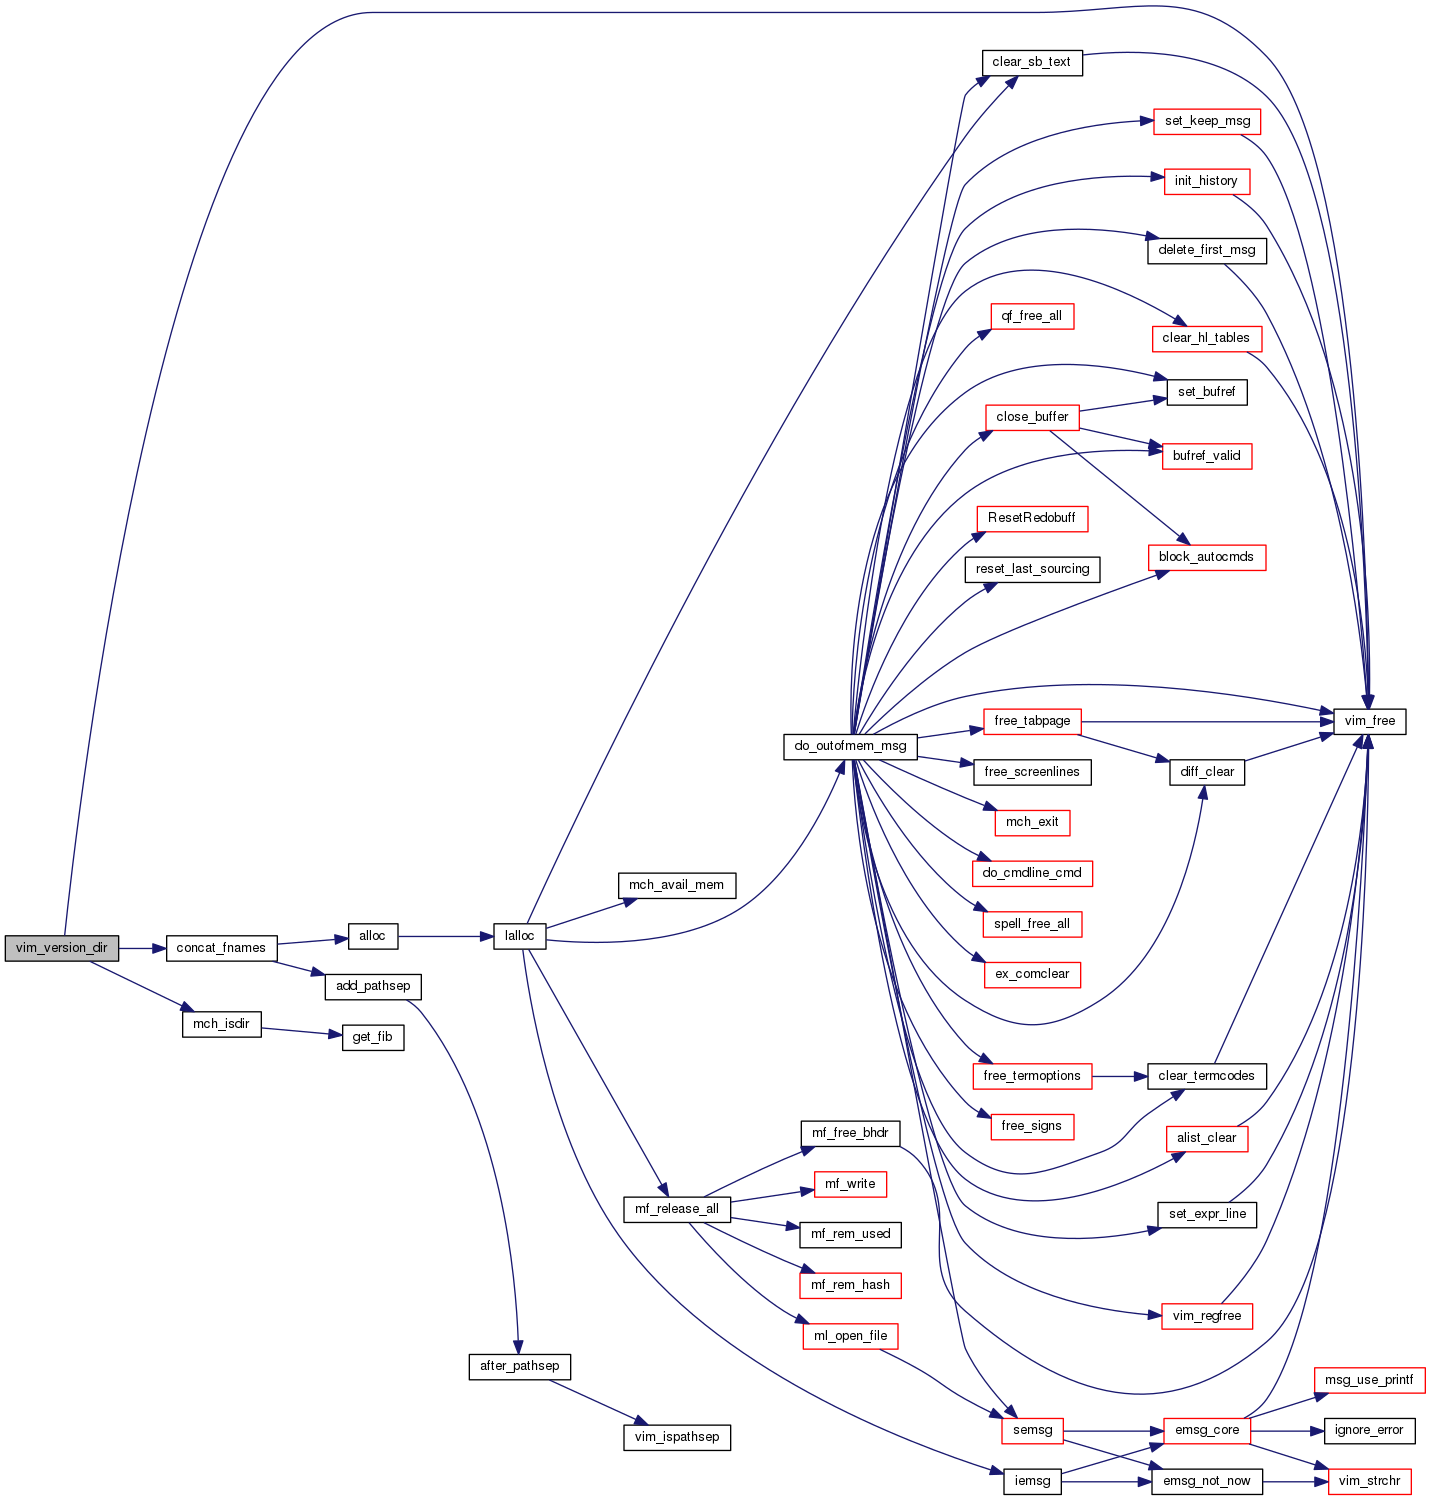 clear_sb_text
set_keep_msg
init_history
delete_first_msg
qf_free_all
clear_hl_tables
set_bufref
close_buffer
bufref_valid
ResetRedobuff
block_autocmds
reset_last_sourcing
free_tabpage
vim_free
do_outofmem_msg
free_screenlines
diff_clear
mch_exit
do_cmdline_cmd
mch_avail_mem
spell_free_all
alloc
lalloc
vim_version_dir
concat_fnames
ex_comclear
add_pathsep
mch_isdir
get_fib
free_termoptions
clear_termcodes
free_signs
mf_free_bhdr
alist_clear
mf_write
mf_release_all
set_expr_line
mf_rem_used
mf_rem_hash
vim_regfree
ml_open_file
after_pathsep
msg_use_printf
semsg
emsg_core
ignore_error
vim_ispathsep
iemsg
emsg_not_now
vim_strchr